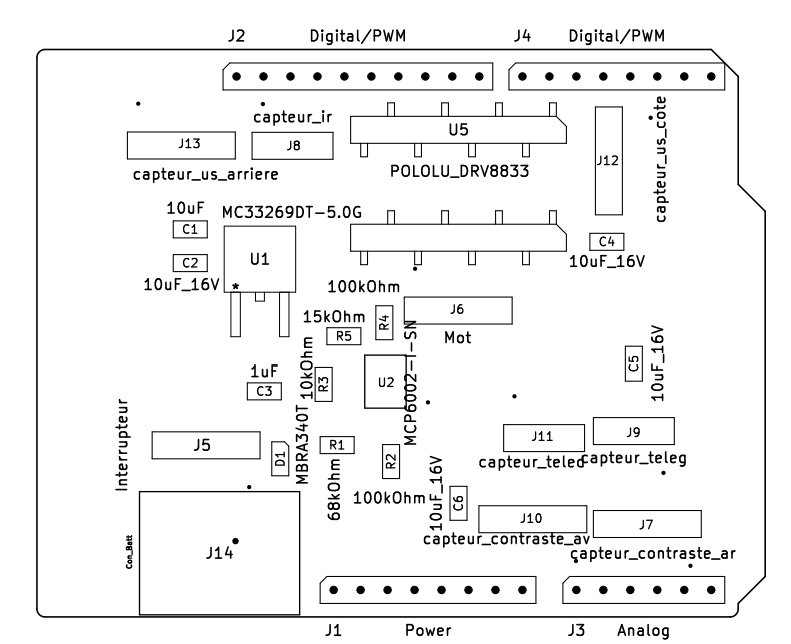 J2 Digital/PWM J4 Digital/PWM
capteur_ir
J13
J8
U5
J12
capteur_us_cote
capteur_us_arriere
POLOLU_DRV8833
10uF
MC33269DT-5.0G
C1
C2
U1
*
10uF_16V
C4
10uF_16V
100kOhm
J6
Mot
15kOhm
R4
R5
MCP6002-I-SN
10kOhm
R3
U2
C5
10uF_16V
1uF
C3
Interrupteur
J5
D1
MBRA340T
R1
68kOhm
R2
100kOhm
J11
capteur_teled
J9
capteur_teleg
10uF_16V
C6
J10
capteur_contraste_av
J7
capteur_contraste_ar
Con_Batt
J14
J1 Power J3 Analog